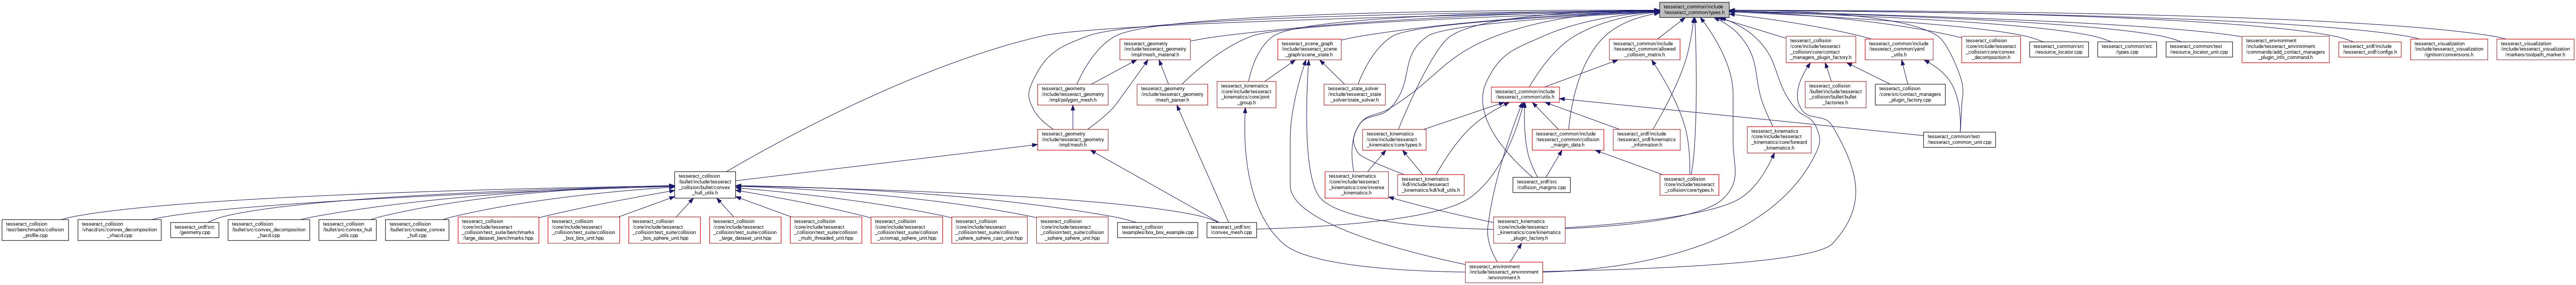 tesseract_common/include
/tesseract_common/types.h
tesseract_geometry
/include/tesseract_geometry
/impl/mesh_material.h
tesseract_scene_graph
/include/tesseract_scene
_graph/scene_state.h
tesseract_common/include
/tesseract_common/allowed
_collision_matrix.h
tesseract_collision
/core/include/tesseract
_collision/core/contact
_managers_plugin_factory.h
tesseract_common/include
/tesseract_common/yaml
_utils.h
tesseract_collision
/core/include/tesseract
_collision/core/convex
_decomposition.h
tesseract_common/src
/resource_locator.cpp
tesseract_common/src
/types.cpp
tesseract_common/test
/resource_locator_unit.cpp
tesseract_environment
/include/tesseract_environment
/commands/add_contact_managers
_plugin_info_command.h
tesseract_srdf/include
/tesseract_srdf/configs.h
tesseract_visualization
/include/tesseract_visualization
/ignition/conversions.h
tesseract_visualization
/include/tesseract_visualization
/markers/toolpath_marker.h
tesseract_geometry
/include/tesseract_geometry
/impl/polygon_mesh.h
tesseract_geometry
/include/tesseract_geometry
/mesh_parser.h
tesseract_kinematics
/core/include/tesseract
_kinematics/core/joint
_group.h
tesseract_state_solver
/include/tesseract_state
_solver/state_solver.h
tesseract_common/include
/tesseract_common/utils.h
tesseract_collision
/bullet/include/tesseract
_collision/bullet/bullet
_factories.h
tesseract_collision
/core/src/contact_managers
_plugin_factory.cpp
tesseract_geometry
/include/tesseract_geometry
/impl/mesh.h
tesseract_kinematics
/core/include/tesseract
_kinematics/core/types.h
tesseract_common/include
/tesseract_common/collision
_margin_data.h
tesseract_srdf/include
/tesseract_srdf/kinematics
_information.h
tesseract_kinematics
/core/include/tesseract
_kinematics/core/forward
_kinematics.h
tesseract_common/test
/tesseract_common_unit.cpp
tesseract_collision
/bullet/include/tesseract
_collision/bullet/convex
_hull_utils.h
tesseract_kinematics
/core/include/tesseract
_kinematics/core/inverse
_kinematics.h
tesseract_kinematics
/kdl/include/tesseract
_kinematics/kdl/kdl_utils.h
tesseract_srdf/src
/collision_margins.cpp
tesseract_collision
/core/include/tesseract
_collision/core/types.h
tesseract_collision
/test/benchmarks/collision
_profile.cpp
tesseract_collision
/vhacd/src/convex_decomposition
_vhacd.cpp
tesseract_urdf/src
/geometry.cpp
tesseract_collision
/bullet/src/convex_decomposition
_hacd.cpp
tesseract_collision
/bullet/src/convex_hull
_utils.cpp
tesseract_collision
/bullet/src/create_convex
_hull.cpp
tesseract_collision
/core/include/tesseract
_collision/test_suite/benchmarks
/large_dataset_benchmarks.hpp
tesseract_collision
/core/include/tesseract
_collision/test_suite/collision
_box_box_unit.hpp
tesseract_collision
/core/include/tesseract
_collision/test_suite/collision
_box_sphere_unit.hpp
tesseract_collision
/core/include/tesseract
_collision/test_suite/collision
_large_dataset_unit.hpp
tesseract_collision
/core/include/tesseract
_collision/test_suite/collision
_multi_threaded_unit.hpp
tesseract_collision
/core/include/tesseract
_collision/test_suite/collision
_octomap_sphere_unit.hpp
tesseract_collision
/core/include/tesseract
_collision/test_suite/collision
_sphere_sphere_cast_unit.hpp
tesseract_collision
/core/include/tesseract
_collision/test_suite/collision
_sphere_sphere_unit.hpp
tesseract_collision
/examples/box_box_example.cpp
tesseract_urdf/src
/convex_mesh.cpp
tesseract_kinematics
/core/include/tesseract
_kinematics/core/kinematics
_plugin_factory.h
tesseract_environment
/include/tesseract_environment
/environment.h